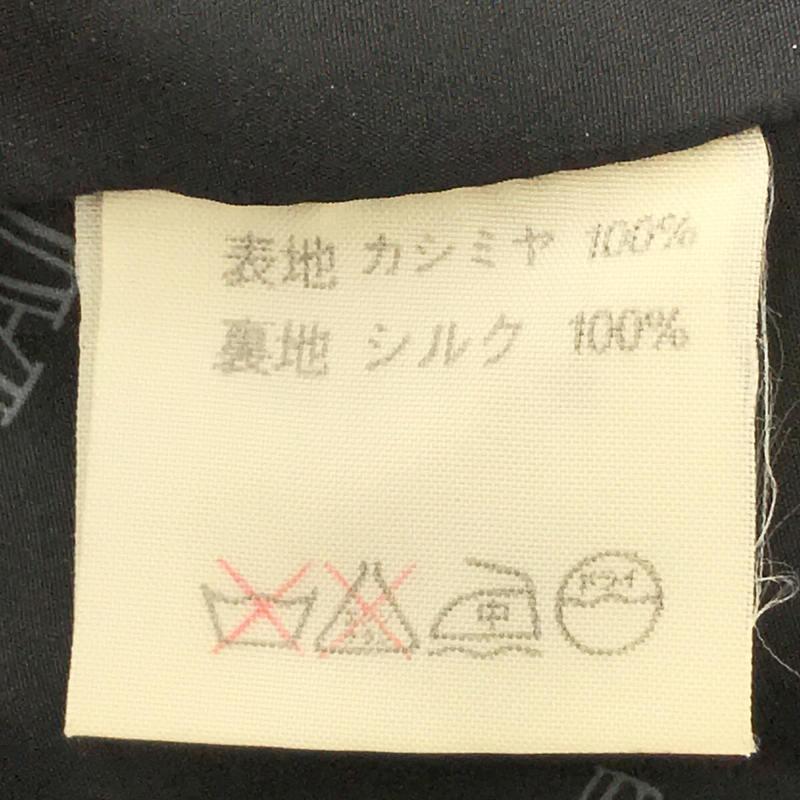 表地 カシミヤ 100%
裏地 シルク 100%
中 ドライ